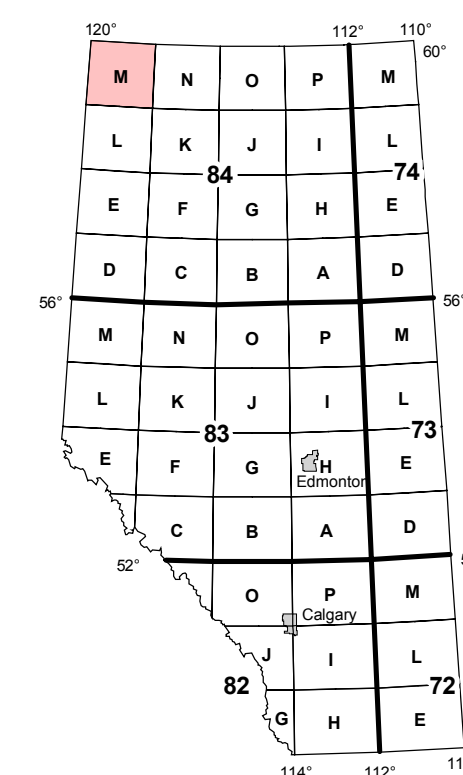 120° 112° 110°
60°
M N O P M
L K J I L
84 74
E F G H E
D C B A D
56° 56°
M N O P M
L K J I L
83 73
E F G H E
Edmonton
C B A D
52°
O P M
Calgary
J I L
82 72
G H E
114° 112°